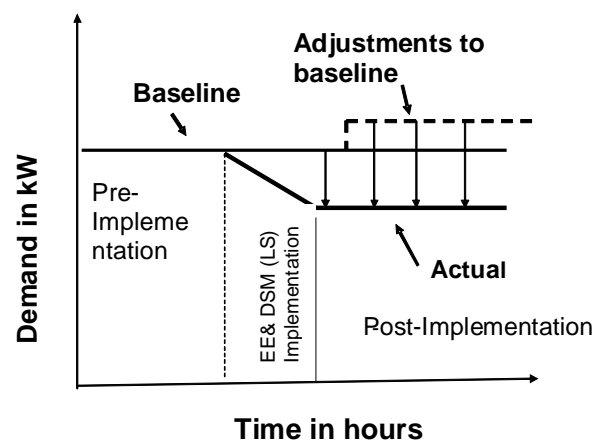 Adjustments to
baseline
Baseline
Demand in kW
Pre-
Impleme
ntation
EE& DSM (LS)
Implementation
Actual
Post-Implementation
Time in hours